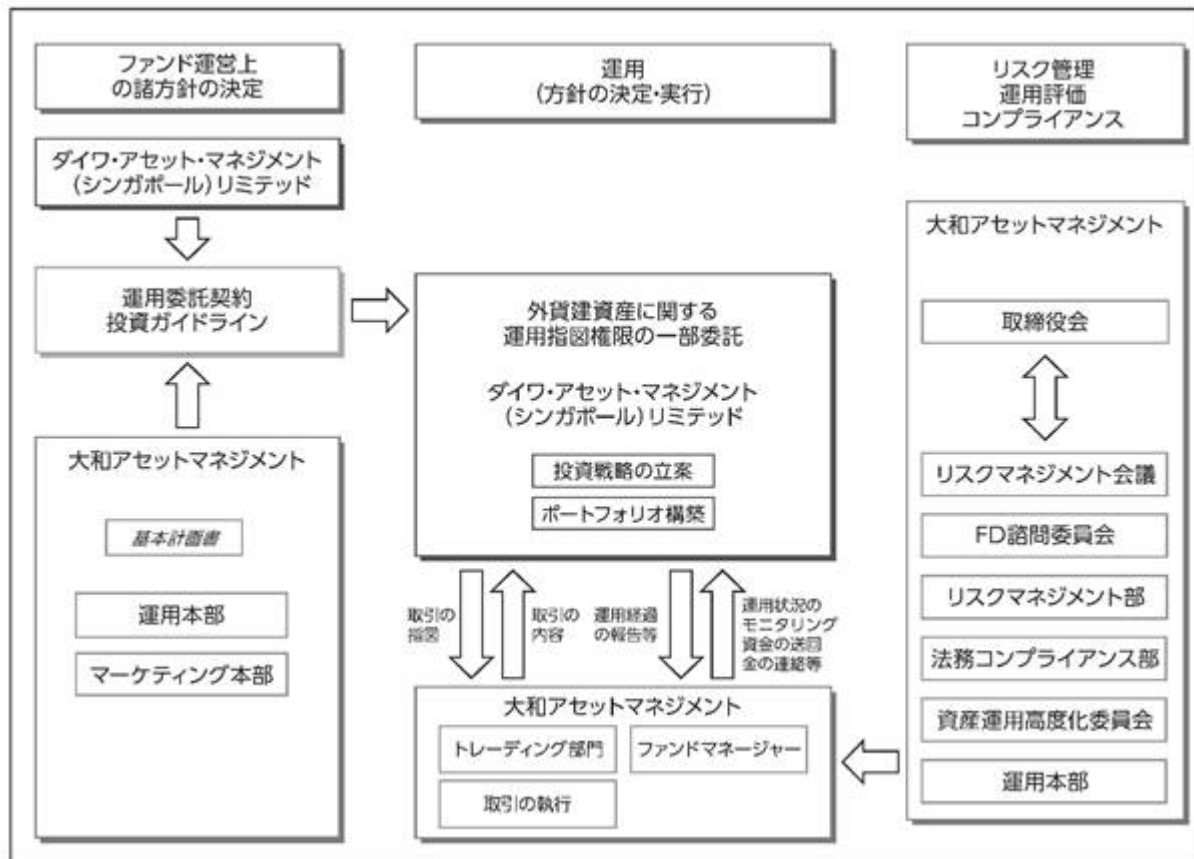 ファンド運営上
の諸方針の決定
ダイワ・アセット・マネジメント
(シンガポール)リミテッド
運用委託契約
投資ガイドライン
大和アセットマネジメント
基本計画書
運用本部
マーケティング本部
運用
(方針の決定・実行)
外貨建資産に関する
運用指図権限の一部委託
ダイワ・アセット・マネジメント
(シンガポール)リミテッド
投資戦略の立案
ポートフォリオ構築
取引の
指図
取引の
内容
運用経過
の報告等
運用状況の
モニタリング
資金の送回
金の連絡等
大和アセットマネジメント
トレーディング部門
ファンドマネージャー
取引の執行
リスク管理
運用評価
コンプライアンス
大和アセットマネジメント
取締役会
リスクマネジメント会議
FD諮問委員会
リスクマネジメント部
法務コンプライアンス部
資産運用高度化委員会
運用本部